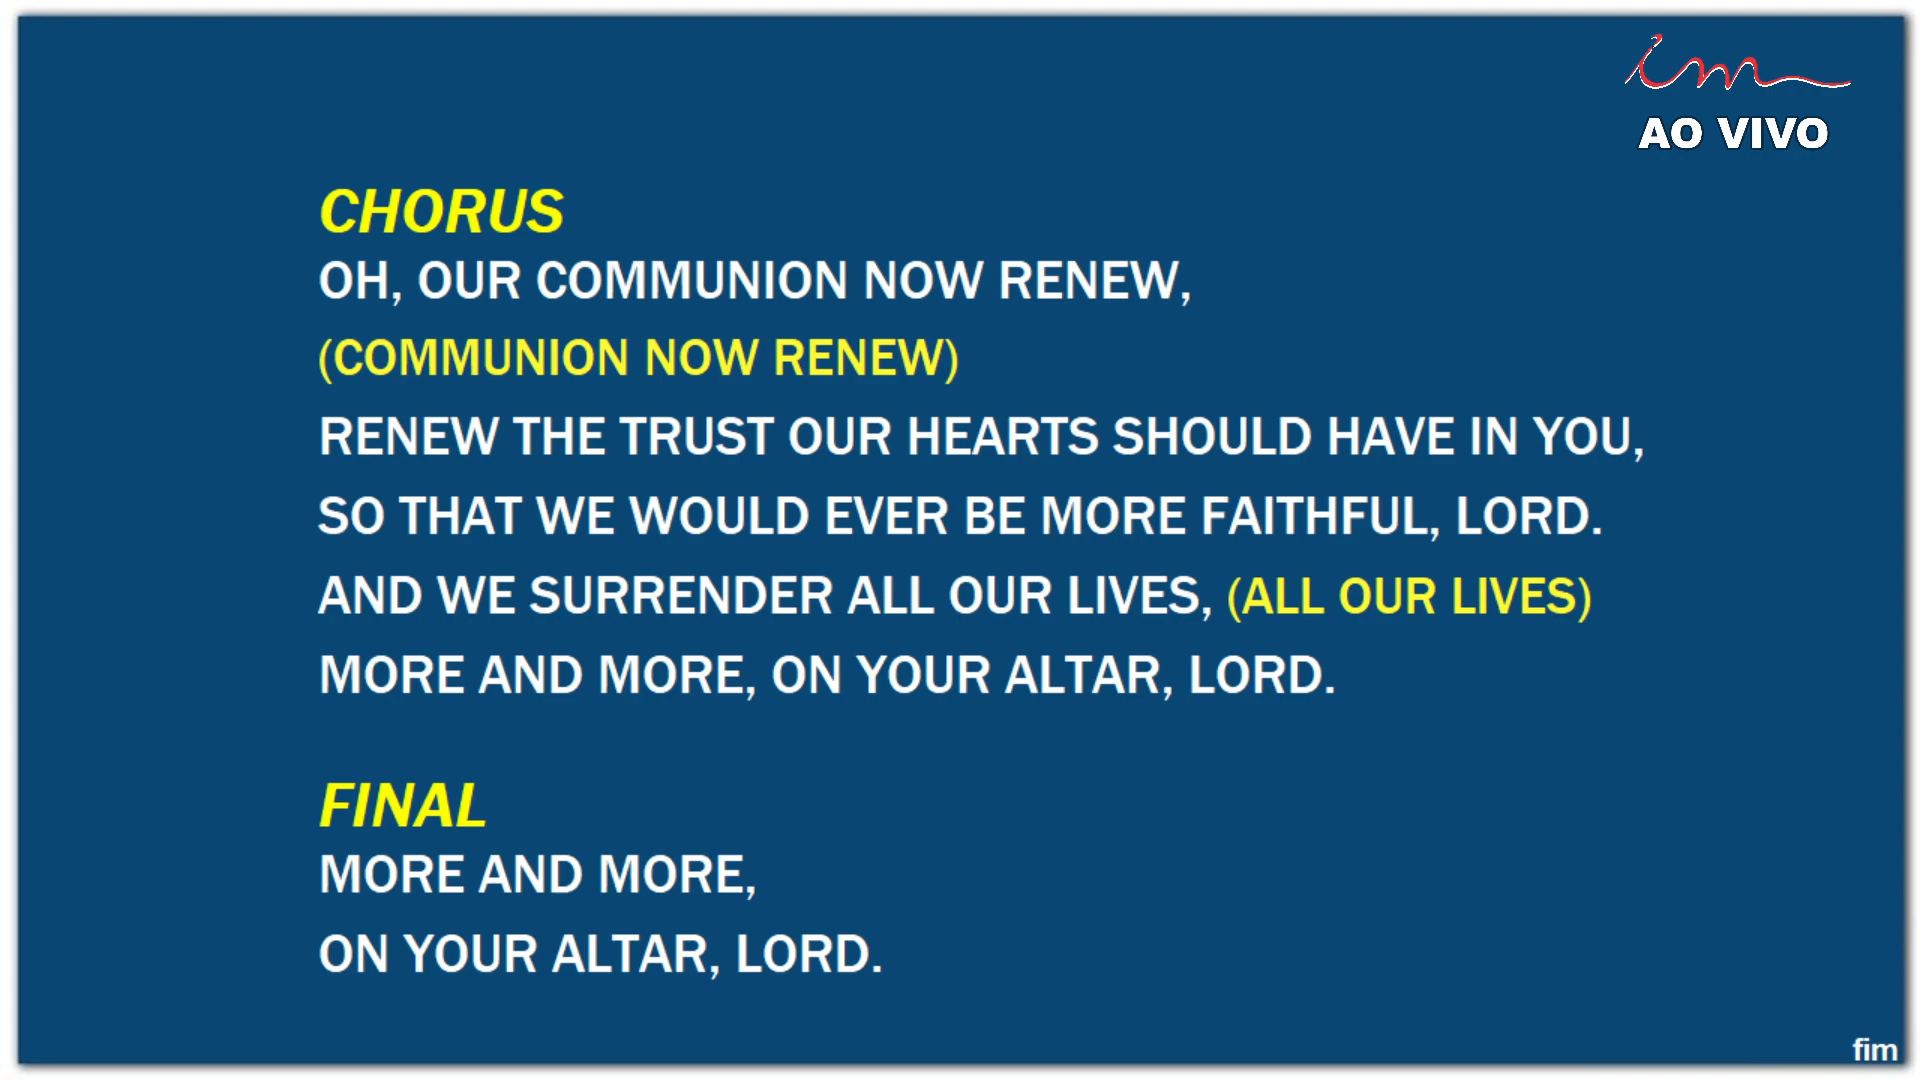 im
AO VIVO
CHORUS
OH, OUR COMMUNION NOW RENEW,
(COMMUNION NOW RENEW)
RENEW THE TRUST OUR HEARTS SHOULD HAVE IN YOU,
SO THAT WE WOULD EVER BE MORE FAITHFUL, LORD.
AND WE SURRENDER ALL OUR LIVES, (ALL OUR LIVES)
MORE AND MORE, ON YOUR ALTAR, LORD.
FINAL
MORE AND MORE,
ON YOUR ALTAR, LORD.
fim